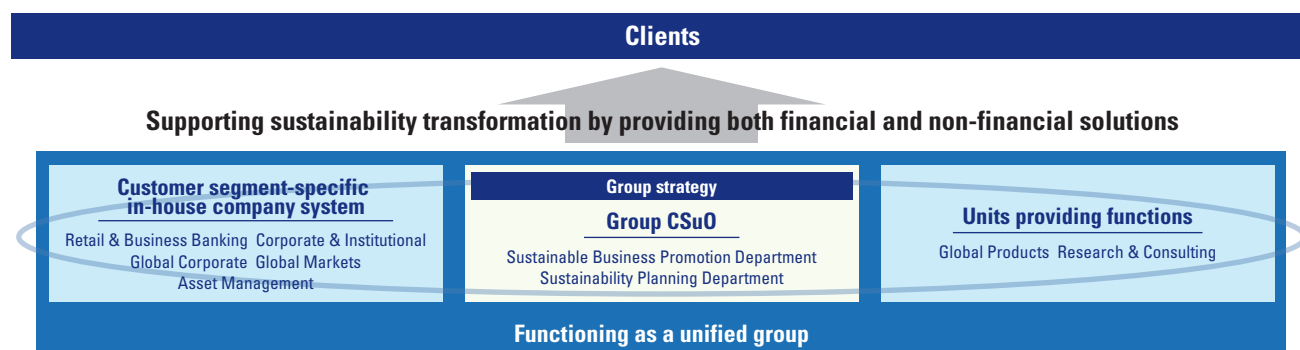 Clients
Supporting sustainability transformation by providing both financial and non-financial solutions
Customer segment-specific
in-house company system
Retail & Business Banking Corporate & Institutional
Global Corporate Global Markets
Asset Management
Group strategy
Group CSuO
Sustainable Business Promotion Department
Sustainability Planning Department
Units providing functions
Global Products Research & Consulting
Functioning as a unified group